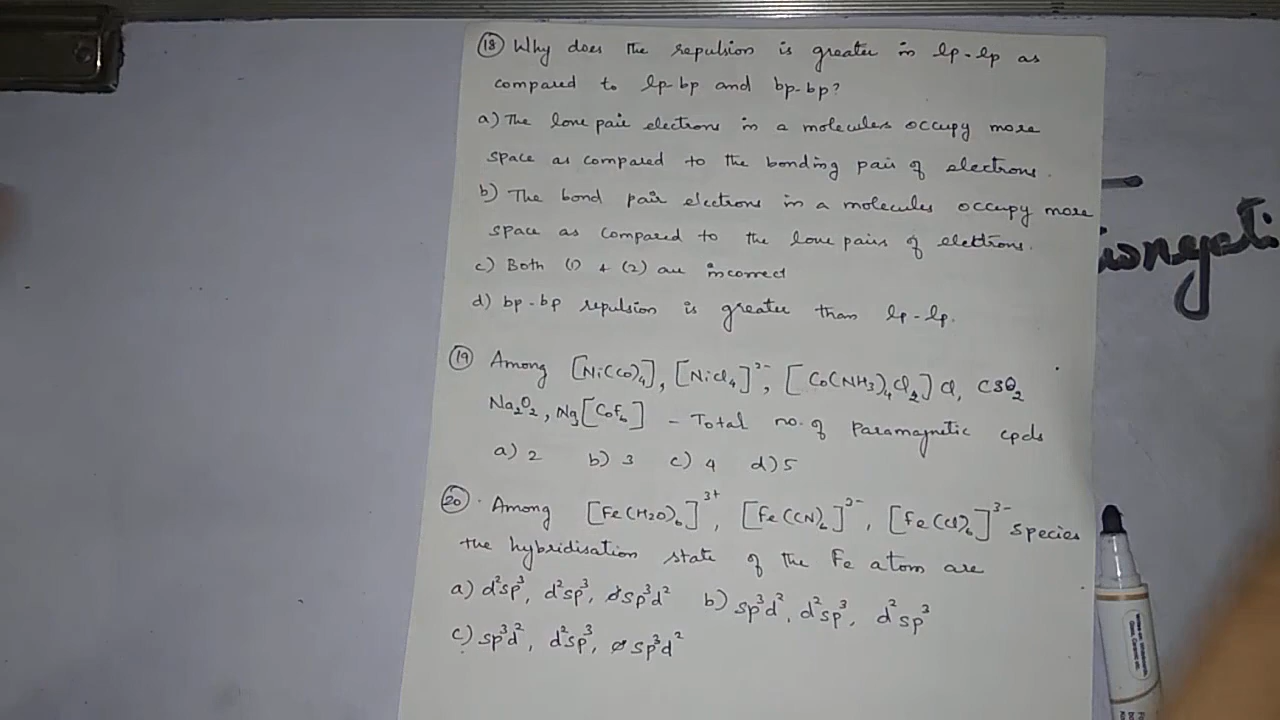 (18) Why does the repulsion is greater in lp-lp as
compared to lp-bp and bp-bp?
a) The lone pair electrons in a molecules occupy more
space as compared to the bonding pair of electrons.
b) The bond pair electrons in a molecules occupy more
space as compared to the lone pairs of electrons.
c) Both (1) + (2) are incorrect
d) bp-bp repulsion is greater than lp-lp.
(19) Among [Ni(CO)4], [NiCl4]²⁻, [Co(NH3)4Cl2]Cl, CsO2
Na2O2, [CoF6] - Total no. of Paramagnetic cpds
a) 2 b) 3 c) 4 d) 5
(20) Among [Fe(H2O)6]³⁺, [Fe(CN)6]²⁻, [Fe(Cl)6]³⁻ species
the hybridisation state of the Fe atom are
a) d²sp³, d²sp³, sp³d² b) sp³d², d²sp³, d²sp³
c) sp³d², d²sp³, sp³d²